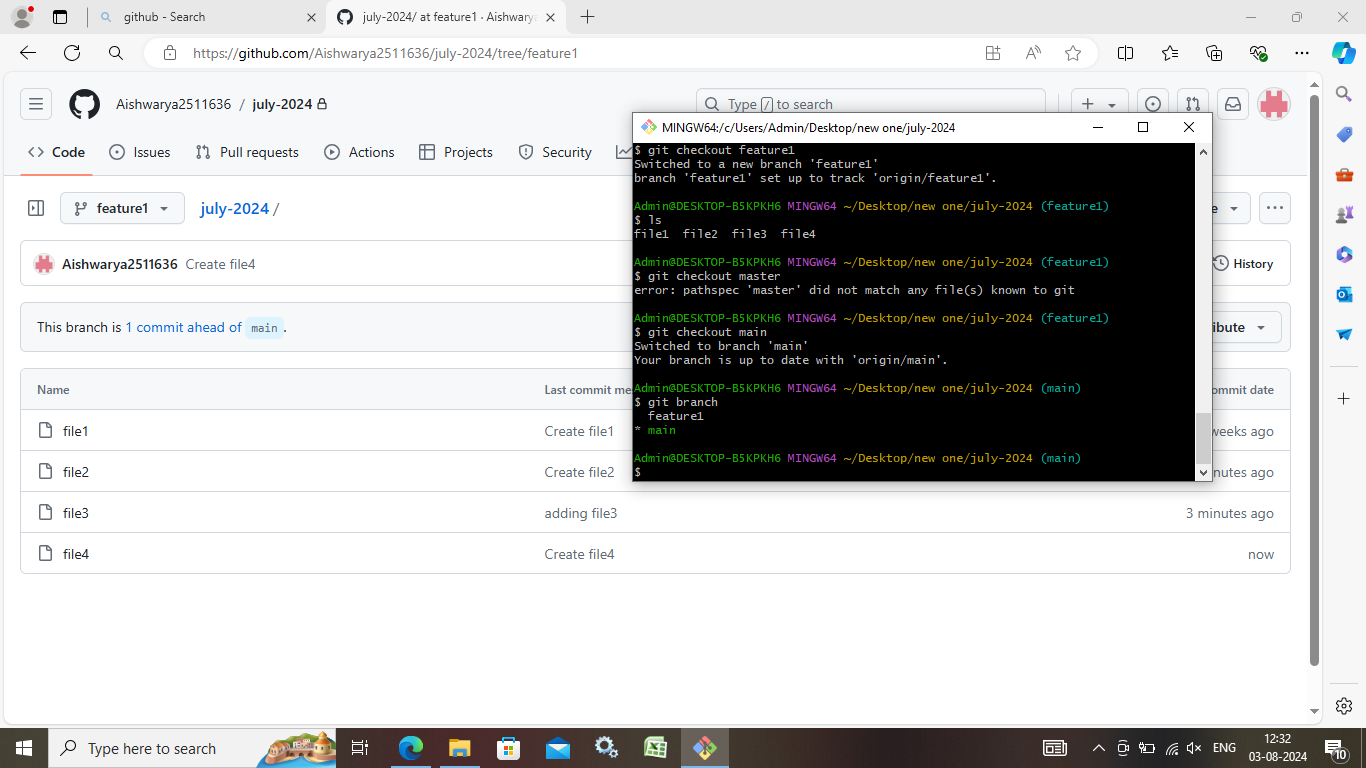 github - Search
july-2024/ at feature1 · Aishwarya
https://github.com/Aishwarya2511636/july-2024/tree/feature1
Aishwarya2511636 / july-2024
Type / to search
Code
Issues
Pull requests
Actions
Projects
Security
feature1
july-2024 /
Aishwarya2511636 Create file4
History
This branch is 1 commit ahead of main .
Name
Last commit me
ommit date
file1
Create file1
weeks ago
file2
Create file2
nutes ago
file3
adding file3
3 minutes ago
file4
Create file4
now
MINGW64:/c/Users/Admin/Desktop/new one/july-2024
$ git checkout feature1
Switched to a new branch 'feature1'
branch 'feature1' set up to track 'origin/feature1'.
Admin@DESKTOP-B5KPKH6 MINGW64 ~/Desktop/new one/july-2024 (feature1)
$ ls
file1 file2 file3 file4
Admin@DESKTOP-B5KPKH6 MINGW64 ~/Desktop/new one/july-2024 (feature1)
$ git checkout master
error: pathspec 'master' did not match any file(s) known to git
Admin@DESKTOP-B5KPKH6 MINGW64 ~/Desktop/new one/july-2024 (feature1)
$ git checkout main
Switched to branch 'main'
Your branch is up to date with 'origin/main'.
Admin@DESKTOP-B5KPKH6 MINGW64 ~/Desktop/new one/july-2024 (main)
$ git branch
feature1
* main
Admin@DESKTOP-B5KPKH6 MINGW64 ~/Desktop/new one/july-2024 (main)
$
e
ibute
Type here to search
ENG
12:32
03-08-2024
10